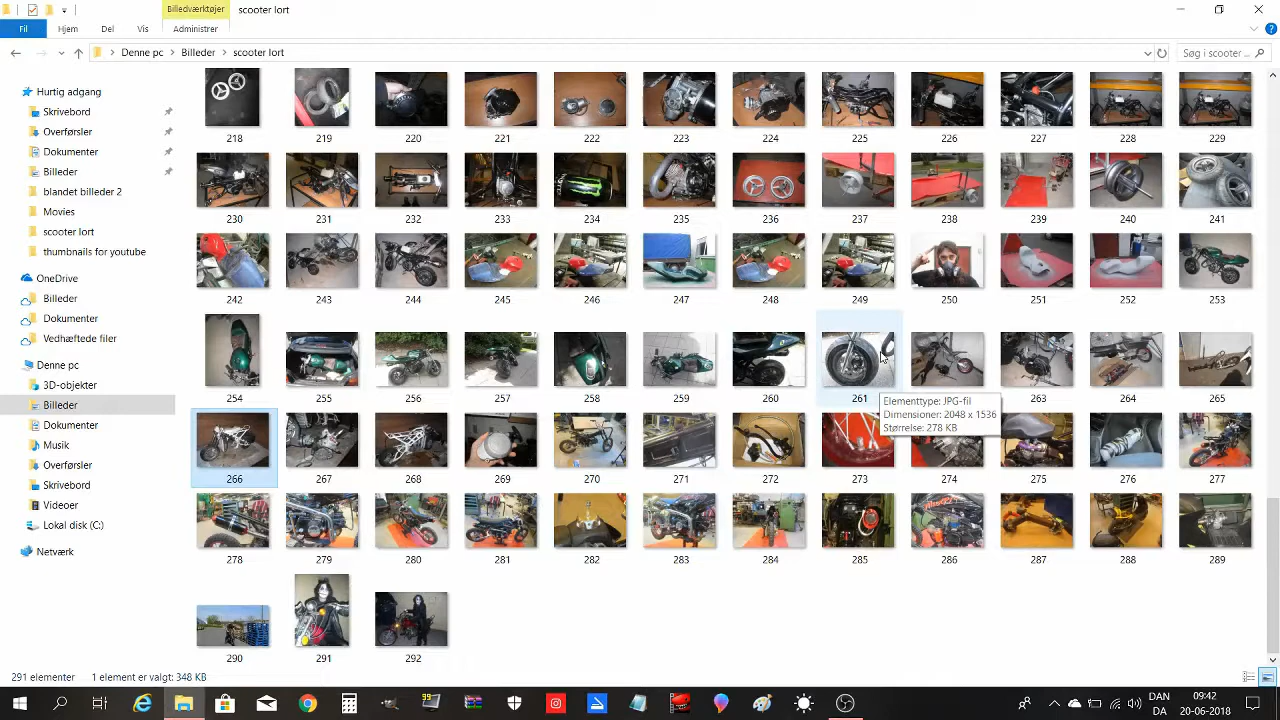 Billedværktøjer
scooter lort
Fil
Hjem
Del
Vis
Administrer
Denne pc
Billeder
scooter lort
Søg i scooter ...
Hurtig adgang
Skrivebord
Overførsler
Dokumenter
Billeder
blandet billeder 2
Movies
scooter lort
thumbnails for youtube
OneDrive
Billeder
Dokumenter
Vedhæftede filer
Denne pc
3D-objekter
Billeder
Dokumenter
Musik
Overførsler
Skrivebord
Videoer
Lokal disk (C:)
Netværk
218 219 220 221 222 223 224 225 226 227 228 229
230 231 232 233 234 235 236 237 238 239 240 241
242 243 244 245 246 247 248 249 250 251 252 253
254 255 256 257 258 259 260 261 262 263 264 265
Elementtype: JPG-fil
Dimensioner: 2048 x 1536
Størrelse: 278 KB
266 267 268 269 270 271 272 273 274 275 276 277
278 279 280 281 282 283 284 285 286 287 288 289
290 291 292
291 elementer
1 element er valgt: 348 KB
99
DAN
DA
09:42
20-06-2018